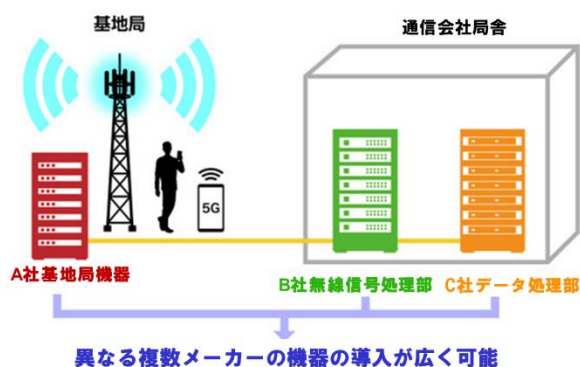 基地局
通信会社局舎
5G
A社基地局機器
B社無線信号処理部
C社データ処理部
異なる複数メーカーの機器の導入が広く可能